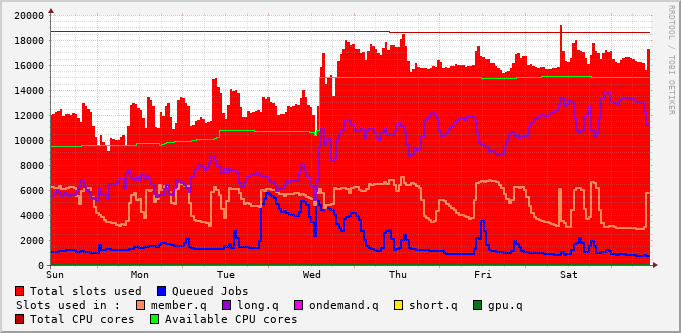 20000
18000
16000
14000
12000
10000
8000
6000
4000
2000
0
Sun Mon Tue Wed Thu Fri Sat
RRDTOOL / TOBI OETIKER
Total slots used Queued Jobs
Slots used in : member.q long.q ondemand.q short.q gpu.q
Total CPU cores Available CPU cores